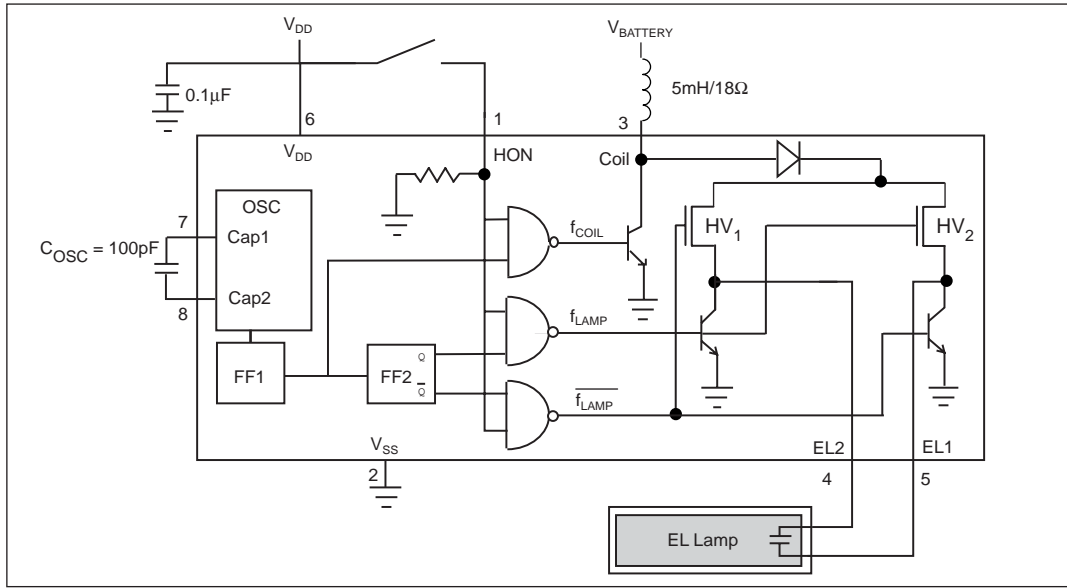 V_DD
V_BATTERY
0.1µF
5mH/18Ω
6
1
3
V_DD
HON
Coil
OSC
7
Cap1
C_OSC = 100pF
Cap2
8
f_COIL
HV_1
HV_2
f_LAMP
FF1
FF2
Q
Q̅
f̅_LAMP
V_SS
2
EL2
EL1
4
5
EL Lamp